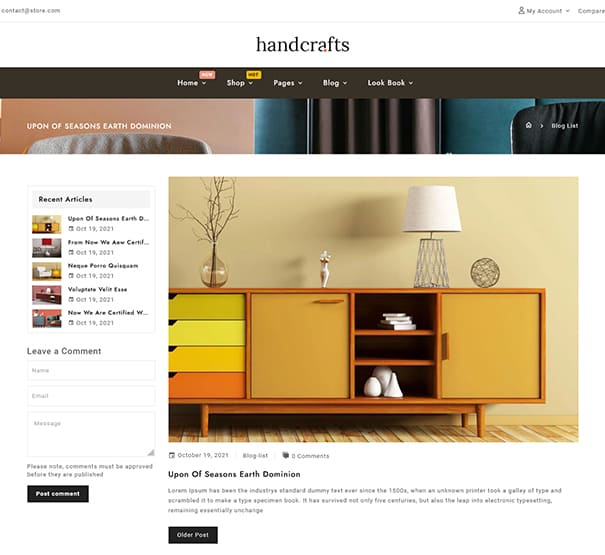 contact@store.com
My Account
Compare
handcrafts
NEW
HOT
Home
Shop
Pages
Blog
Look Book
UPON OF SEASONS EARTH DOMINION
Blog List
Recent Articles
Upon Of Seasons Earth D...
Oct 19, 2021
From Now We Aew Certif...
Oct 19, 2021
Neque Porro Quisquam
Oct 19, 2021
Voluptate Velit Esse
Oct 19, 2021
Now We Are Certified W...
Oct 19, 2021
Leave a Comment
Name
Email
Message
Please note, comments must be approved
before they are published
Post comment
October 19, 2021
Blog-list
0 Comments
Upon Of Seasons Earth Dominion
Lorem Ipsum has been the industrys standard dummy text ever since the 1500s, when an unknown printer took a galley of type and
scrambled it to make a type specimen book. It has survived not only five centuries, but also the leap into electronic typesetting,
remaining essentially unchange
Older Post